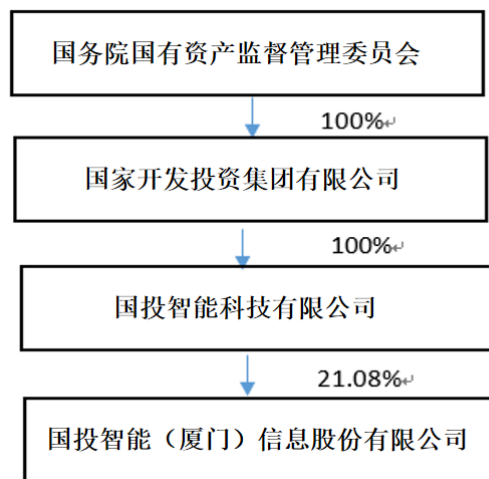 国务院国有资产监督管理委员会
100%↵
国家开发投资集团有限公司
100%↵
国投智能科技有限公司
21.08%↵
国投智能（厦门）信息股份有限公司